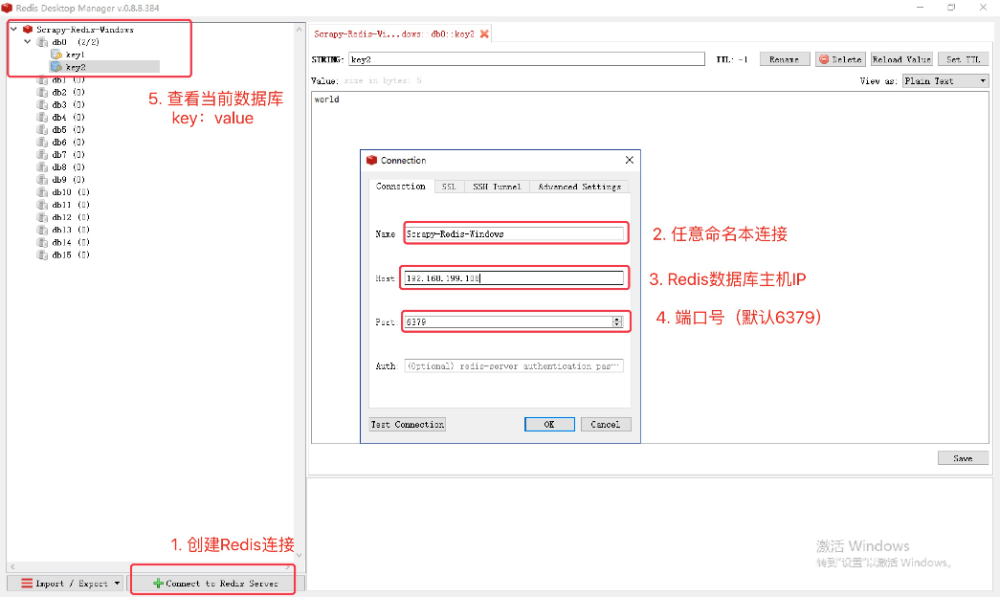 Redis Desktop Manager v.0.8.8.384
Scrapy-Redis-Windows
db0 (2/2)
key1
key2
db1 (0)
db2 (0)
db3 (0)
db4 (0)
db5 (0)
db6 (0)
db7 (0)
db8 (0)
db9 (0)
db10 (0)
db11 (0)
db12 (0)
db13 (0)
db14 (0)
db15 (0)
5. 查看当前数据库
key：value
1. 创建Redis连接
Import / Export
Connect to Redis Server
Scrapy-Redis-Wi...dows::db0::key2
STRING: key2 TTL: -1 Rename Delete Reload Value Set TTL
Value: size in bytes: 5 View as: Plain Text
world
Connection
Connection SSL SSH Tunnel Advanced Settings
Name Scrapy-Redis-Windows
2. 任意命名本连接
Host: 192.168.199.108
3. Redis数据库主机IP
Port: 6379
4. 端口号（默认6379）
Auth: (Optional) redis-server authentication pas…
Test Connection OK Cancel
Save
激活 Windows
转到"设置"以激活 Windows。